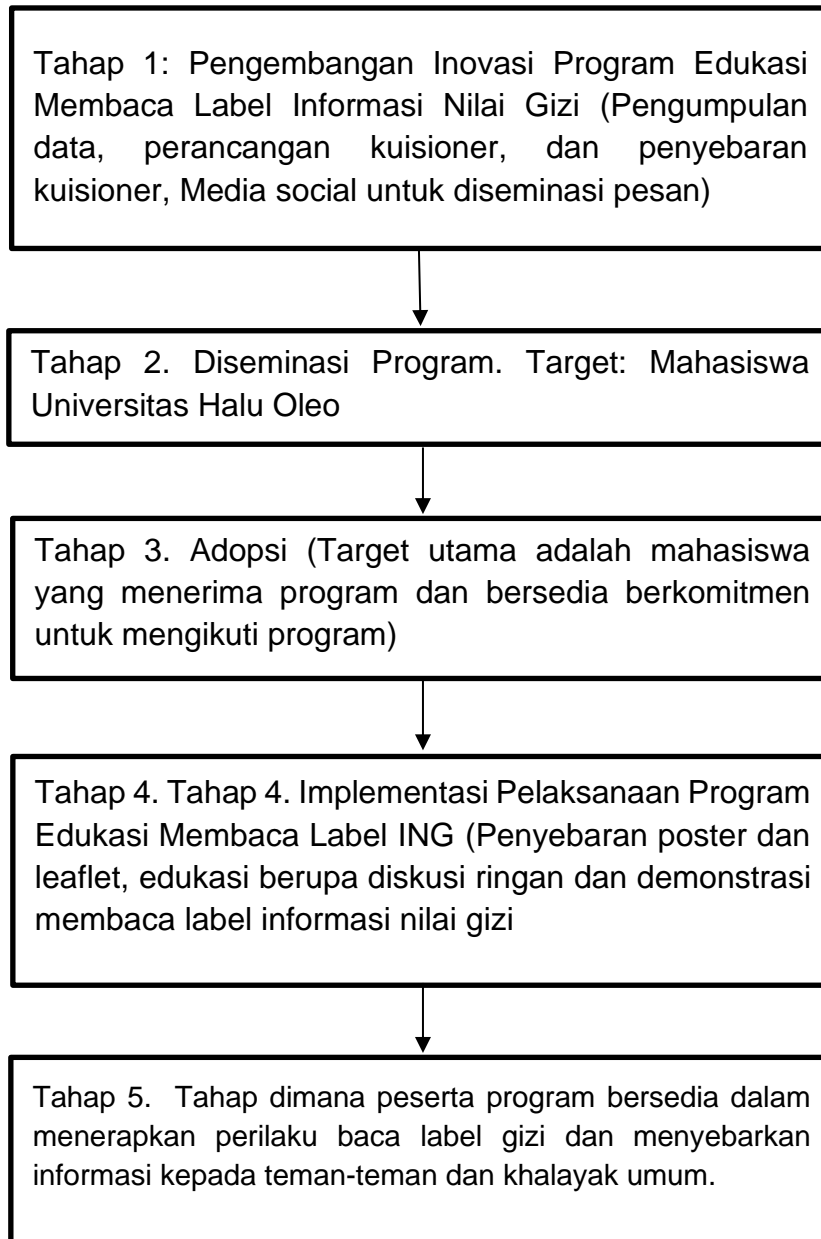 Tahap 1: Pengembangan Inovasi Program Edukasi
Membaca Label Informasi Nilai Gizi (Pengumpulan
data, perancangan kuisioner, dan penyebaran
kuisioner, Media social untuk diseminasi pesan)
Tahap 2. Diseminasi Program. Target: Mahasiswa
Universitas Halu Oleo
Tahap 3. Adopsi (Target utama adalah mahasiswa
yang menerima program dan bersedia berkomitmen
untuk mengikuti program)
Tahap 4. Tahap 4. Implementasi Pelaksanaan Program
Edukasi Membaca Label ING (Penyebaran poster dan
leaflet, edukasi berupa diskusi ringan dan demonstrasi
membaca label informasi nilai gizi
Tahap 5. Tahap dimana peserta program bersedia dalam
menerapkan perilaku baca label gizi dan menyebarkan
informasi kepada teman-teman dan khalayak umum.